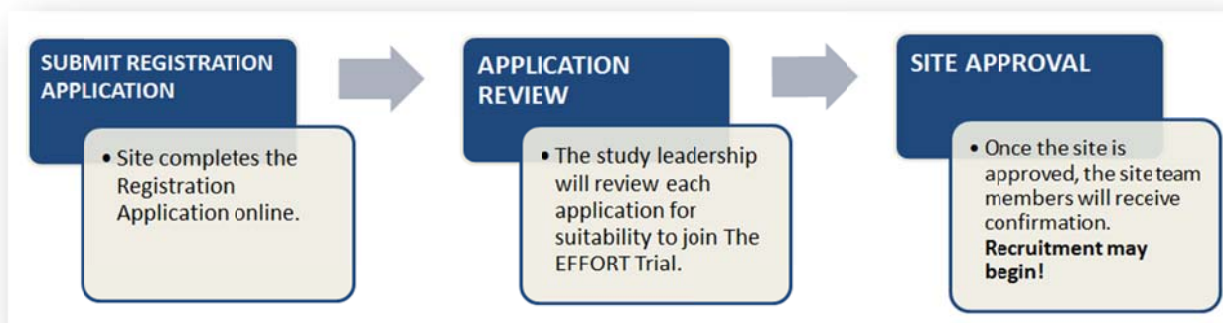 SUBMIT REGISTRATION
APPLICATION
• Site completes the
Registration
Application online.
APPLICATION
REVIEW
• The study leadership
will review each
application for
suitability to join The
EFFORT Trial.
SITE APPROVAL
• Once the site is
approved, the site team
members will receive
confirmation.
Recruitment may
begin!